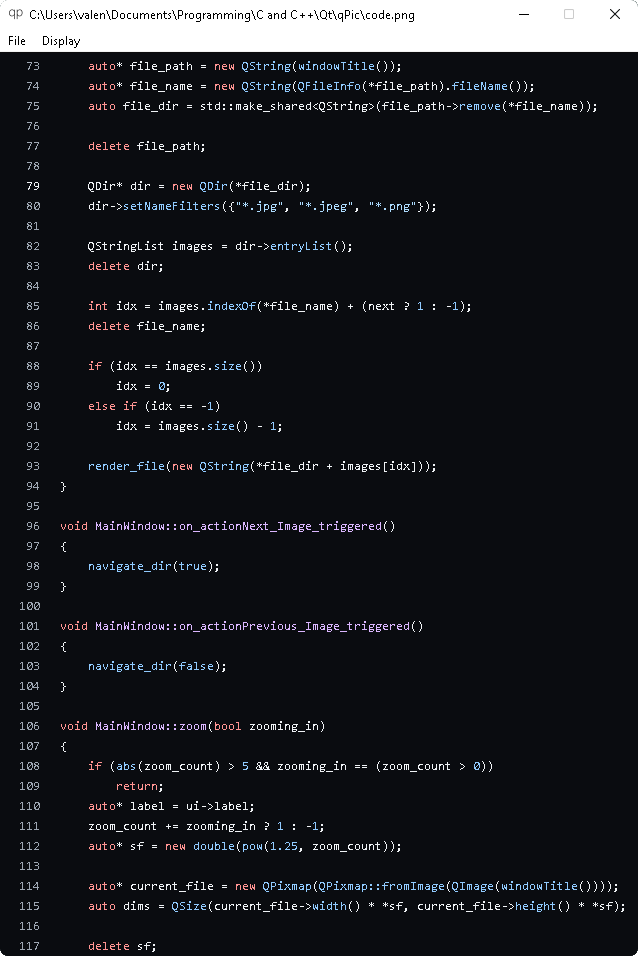 qp C:\Users\valen\Documents\Programming\C and C++\Qt\qPic\code.png
File Display
73 auto* file_path = new QString(windowTitle());
74 auto* file_name = new QString(QFileInfo(*file_path).fileName());
75 auto file_dir = std::make_shared<QString>(file_path->remove(*file_name));
76
77 delete file_path;
78
79 QDir* dir = new QDir(*file_dir);
80 dir->setNameFilters({"*.jpg", "*.jpeg", "*.png"});
81
82 QStringList images = dir->entryList();
83 delete dir;
84
85 int idx = images.indexOf(*file_name) + (next ? 1 : -1);
86 delete file_name;
87
88 if (idx == images.size())
89 idx = 0;
90 else if (idx == -1)
91 idx = images.size() - 1;
92
93 render_file(new QString(*file_dir + images[idx]));
94 }
95
96 void MainWindow::on_actionNext_Image_triggered()
97 {
98 navigate_dir(true);
99 }
100
101 void MainWindow::on_actionPrevious_Image_triggered()
102 {
103 navigate_dir(false);
104 }
105
106 void MainWindow::zoom(bool zooming_in)
107 {
108 if (abs(zoom_count) > 5 && zooming_in == (zoom_count > 0))
109 return;
110 auto* label = ui->label;
111 zoom_count += zooming_in ? 1 : -1;
112 auto* sf = new double(pow(1.25, zoom_count));
113
114 auto* current_file = new QPixmap(QPixmap::fromImage(QImage(windowTitle())));
115 auto dims = QSize(current_file->width() * *sf, current_file->height() * *sf);
116
117 delete sf;